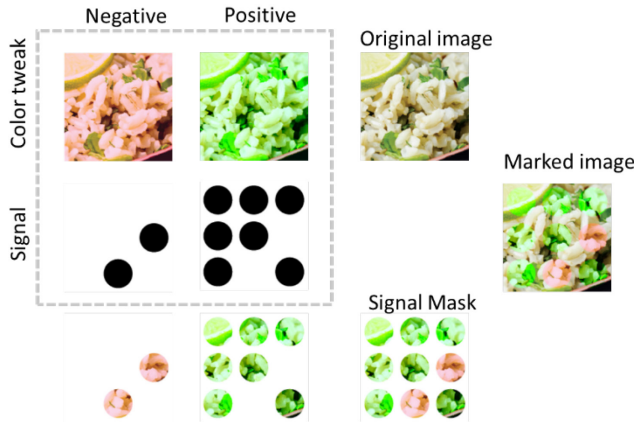 Negative
Positive
Original image
Color tweak
Marked image
Signal
Signal Mask